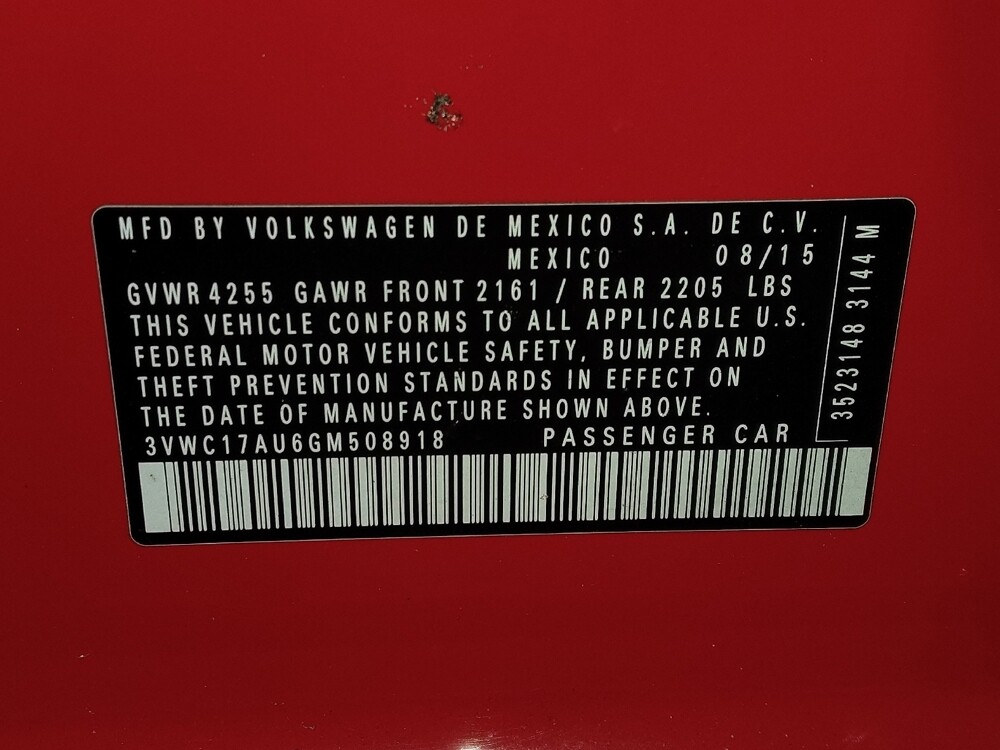 MFD BY VOLKSWAGEN DE MEXICO S.A. DE C.V.
MEXICO 08/15
GVWR 4255 GAWR FRONT 2161 / REAR 2205 LBS
THIS VEHICLE CONFORMS TO ALL APPLICABLE U.S.
FEDERAL MOTOR VEHICLE SAFETY, BUMPER AND
THEFT PREVENTION STANDARDS IN EFFECT ON
THE DATE OF MANUFACTURE SHOWN ABOVE.
3VWC17AU6GM508918 PASSENGER CAR
3523148 3144 M